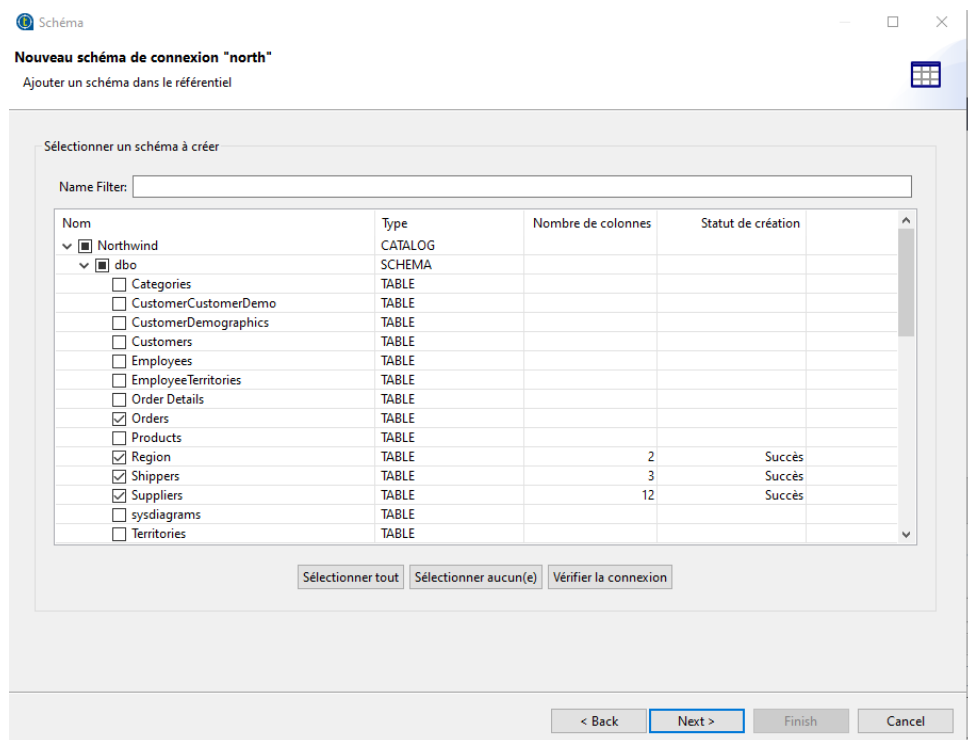 Schéma
Nouveau schéma de connexion "north"
Ajouter un schéma dans le référentiel
Sélectionner un schéma à créer
Name Filter:
Nom Type Nombre de colonnes Statut de création
Northwind CATALOG
dbo SCHEMA
Categories TABLE
CustomerCustomerDemo TABLE
CustomerDemographics TABLE
Customers TABLE
Employees TABLE
EmployeeTerritories TABLE
Order Details TABLE
Orders TABLE
Products TABLE
Region TABLE 2 Succès
Shippers TABLE 3 Succès
Suppliers TABLE 12 Succès
sysdiagrams TABLE
Territories TABLE
Sélectionner tout Sélectionner aucun(e) Vérifier la connexion
< Back Next > Finish Cancel